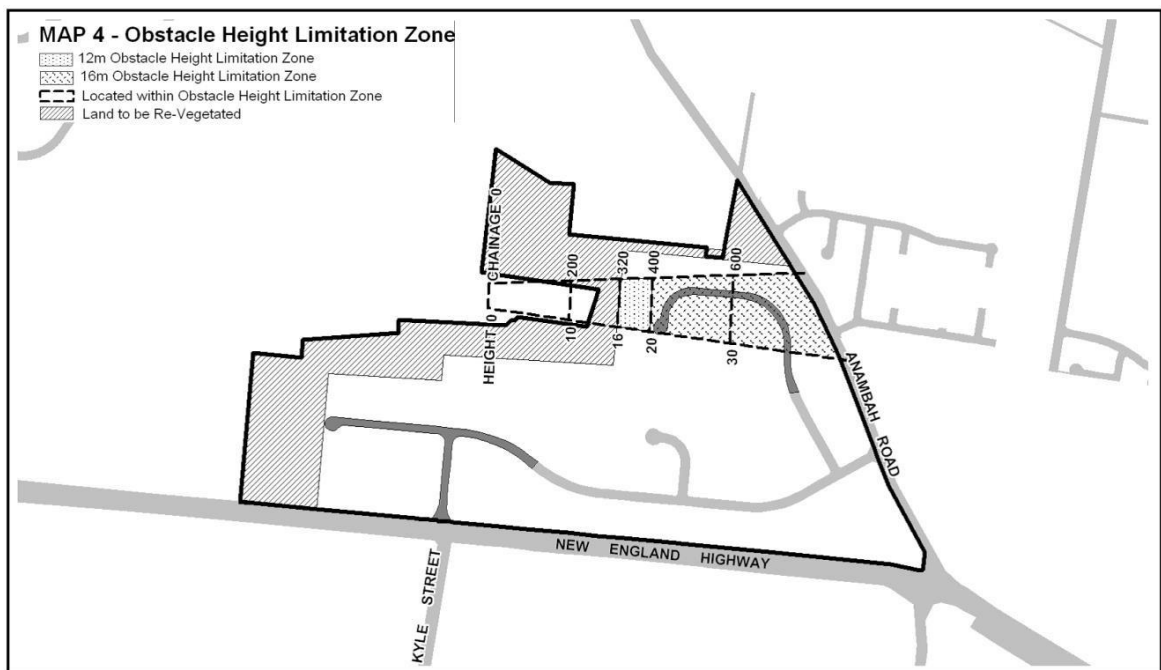 MAP 4 - Obstacle Height Limitation Zone
12m Obstacle Height Limitation Zone
16m Obstacle Height Limitation Zone
Located within Obstacle Height Limitation Zone
Land to be Re-Vegetated
CHAINAGE 0
200
320
400
600
HEIGHT 0
10
16
20
30
ANAMBAH ROAD
NEW ENGLAND HIGHWAY
KYLE STREET